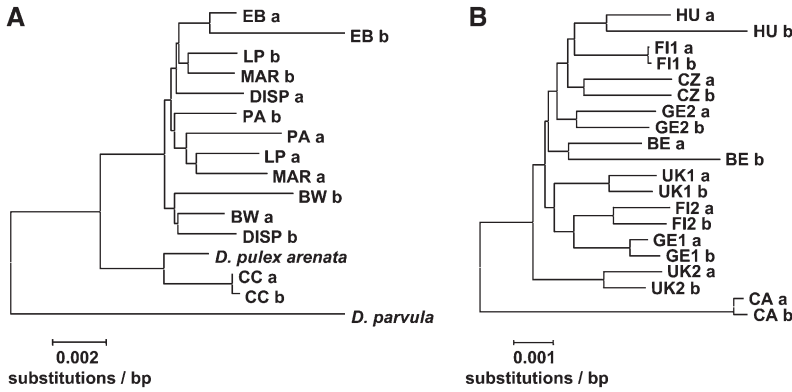 A
EB a
EB b
LP b
MAR b
DISP a
PA b
PA a
LP a
MAR a
BW b
BW a
DISP b
D. pulex arenata
CC a
CC b
D. parvula
0.002
substitutions / bp
B
HU a
HU b
FI1 a
FI1 b
CZ a
CZ b
GE2 a
GE2 b
BE a
BE b
UK1 a
UK1 b
FI2 a
FI2 b
GE1 a
GE1 b
UK2 a
UK2 b
CA a
CA b
0.001
substitutions / bp